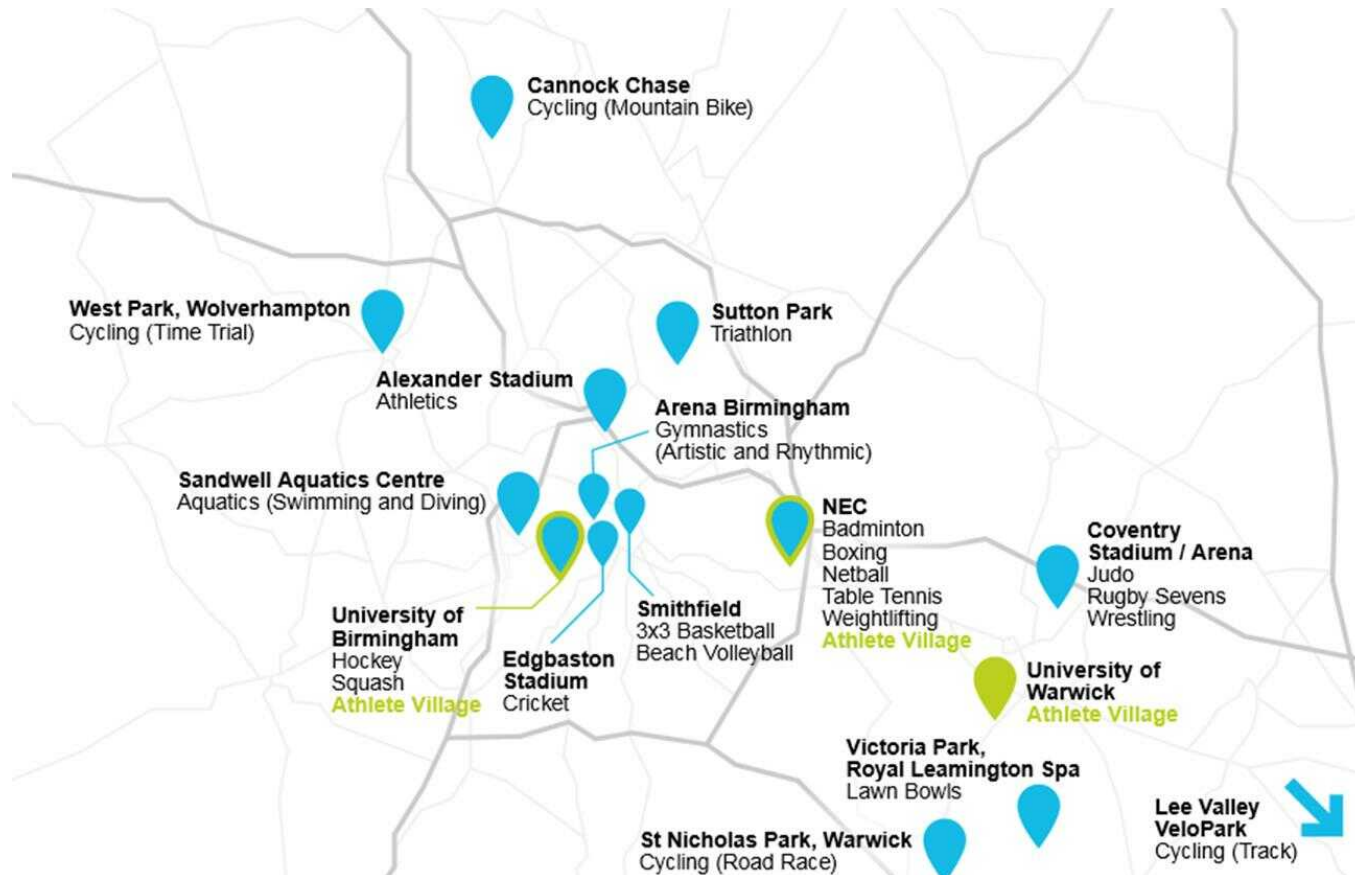 Cannock Chase
Cycling (Mountain Bike)
West Park, Wolverhampton
Cycling (Time Trial)
Sutton Park
Triathlon
Alexander Stadium
Athletics
Arena Birmingham
Gymnastics
(Artistic and Rhythmic)
Sandwell Aquatics Centre
Aquatics (Swimming and Diving)
NEC
Badminton
Boxing
Netball
Table Tennis
Weightlifting
Athlete Village
Coventry
Stadium / Arena
Judo
Rugby Sevens
Wrestling
University of
Birmingham
Hockey
Squash
Athlete Village
Edgbaston
Stadium
Cricket
Smithfield
3x3 Basketball
Beach Volleyball
University of
Warwick
Athlete Village
Victoria Park,
Royal Leamington Spa
Lawn Bowls
St Nicholas Park, Warwick
Cycling (Road Race)
Lee Valley
VeloPark
Cycling (Track)